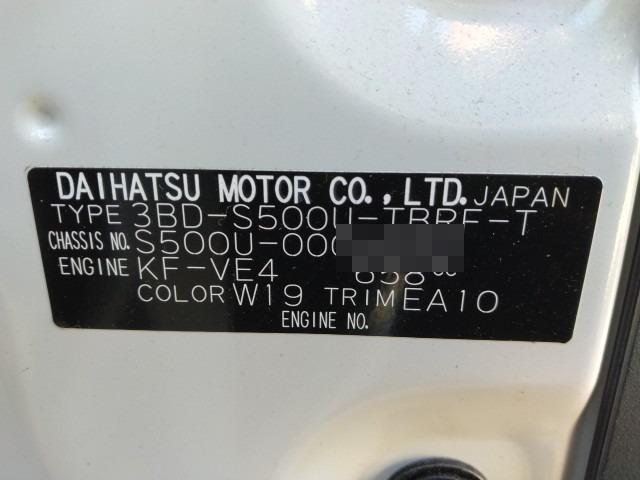 DAIHATSU MOTOR CO.,LTD. JAPAN
TYPE 3BD-S500U-TBRF-T
CHASSIS NO. S500U-000
ENGINE KF-VE4 658cc
COLOR W19 TRIM EA10
ENGINE NO.